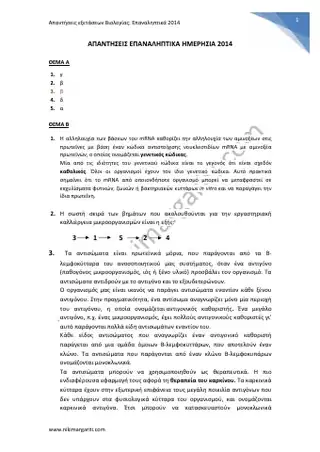 Απαντήσεις εξετάσεων Βιολογίας. Επαναληπτικά 2014
1
ΑΠΑΝΤΗΣΕΙΣ ΕΠΑΝΑΛΗΠΤΙΚΑ ΗΜΕΡΗΣΙΑ 2014
ΘΕΜΑ Α
1. γ
2. β
3. β
4. δ
5. α
ΘΕΜΑ Β
1. Η αλληλουχία των βάσεων του mRNA καθορίζει την αλληλουχία των αμινοξέων στις
πρωτεΐνες με βάση έναν κώδικα αντιστοίχισης νουκλεοτιδίων mRNA με αμινοξέα
πρωτεϊνών, ο οποίος ονομάζεται γενετικός κώδικας.
Μία από τις ιδιότητες του γενετικού κώδικα είναι το γεγονός ότι είναι σχεδόν
καθολικός. Όλοι οι οργανισμοί έχουν τον ίδιο γενετικό κώδικα. Αυτό πρακτικά
σημαίνει ότι το mRNA από οποιονδήποτε οργανισμό μπορεί να μεταφραστεί σε
εκχυλίσματα φυτικών, ζωικών ή βακτηριακών κυττάρων in vitro και να παραγάγει την
ίδια πρωτεΐνη.
2. Η σωστή σειρά των βημάτων που ακολουθούνται για την εργαστηριακή
καλλιέργεια μικροοργανισμών είναι η εξής:
3 → 1 → 5 → 2 → 4
3. Τα αντισώματα είναι πρωτεϊνικά μόρια, που παράγονται από τα Β-
λεμφοκύτταρα του ανοσοποιητικού μας συστήματος, όταν ένα αντιγόνο
(παθογόνος μικροοργανισμός, ιός ή ξένο υλικό) προσβάλει τον οργανισμό. Τα
αντισώματα αντιδρούν με το αντιγόνο και το εξουδετερώνουν.
Ο οργανισμός μας είναι ικανός να παράγει αντισώματα εναντίον κάθε ξένου
αντιγόνου. Στην πραγματικότητα, ένα αντίσωμα αναγνωρίζει μόνο μία περιοχή
του αντιγόνου, η οποία ονομάζεται αντιγονικός καθοριστής. Ένα μεγάλο
αντιγόνο, π.χ. ένας μικροοργανισμός, έχει πολλούς αντιγονικούς καθοριστές γι'
αυτό παράγονται πολλά είδη αντισωμάτων εναντίον του.
Κάθε είδος αντισώματος που αναγνωρίζει έναν αντιγονικό καθοριστή
παράγεται από μια ομάδα όμοιων Β-λεμφοκυττάρων, που αποτελούν έναν
κλώνο. Τα αντισώματα που παράγονται από έναν κλώνο Β-λεμφοκυττάρων
ονομάζονται μονοκλωνικά.
Τα αντισώματα μπορούν να χρησιμοποιηθούν ως θεραπευτικά. Η πιο
ενδιαφέρουσα εφαρμογή τους αφορά τη θεραπεία του καρκίνου. Τα καρκινικά
κύτταρα έχουν στην εξωτερική επιφάνειά τους μεγάλη ποικιλία αντιγόνων που
δεν υπάρχουν στα φυσιολογικά κύτταρα του οργανισμού, και ονομάζονται
καρκινικά αντιγόνα. Έτσι μπορούν να κατασκευαστούν μονοκλωνικά
www.nikmargaritis.com